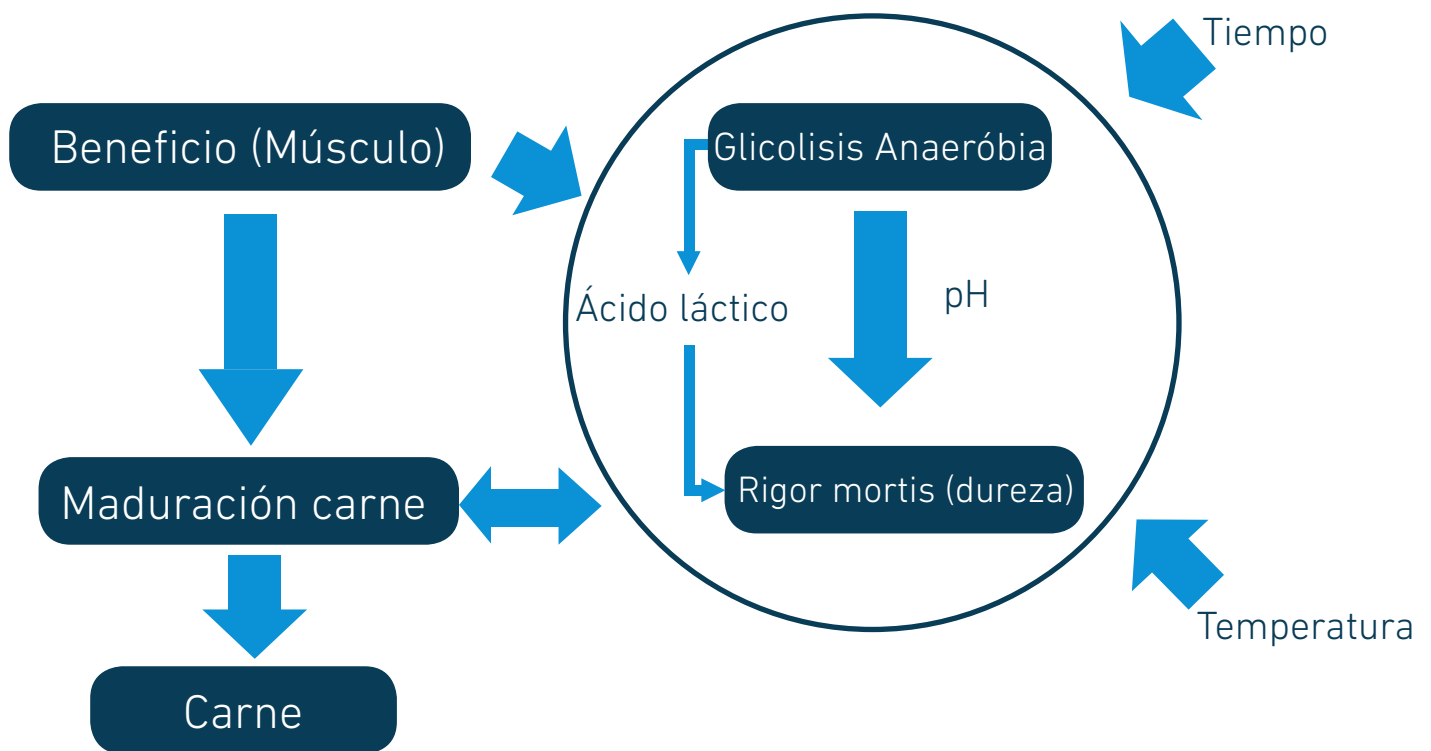 Tiempo
Beneficio (Músculo)
Glicolisis Anaeróbia
Ácido láctico
pH
Maduración carne
Rigor mortis (dureza)
Temperatura
Carne